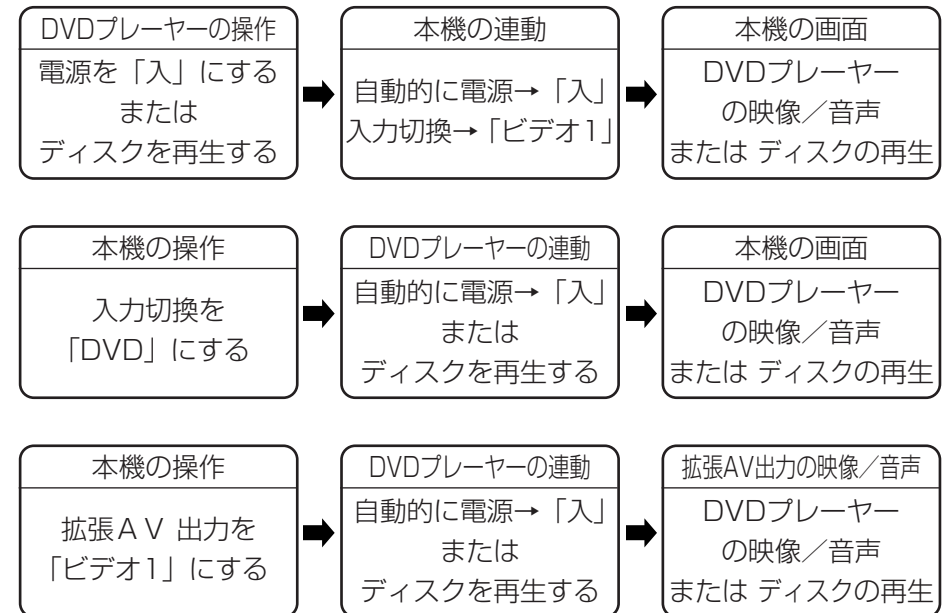 DVDプレーヤーの操作
電源を「入」にする
または
ディスクを再生する
本機の連動
自動的に電源→「入」
入力切換→「ビデオ1」
本機の画面
DVDプレーヤー
の映像／音声
または ディスクの再生
本機の操作
入力切換を
「DVD」にする
DVDプレーヤーの連動
自動的に電源→「入」
または
ディスクを再生する
本機の画面
DVDプレーヤー
の映像／音声
または ディスクの再生
本機の操作
拡張AV 出力を
「ビデオ1」にする
DVDプレーヤーの連動
自動的に電源→「入」
または
ディスクを再生する
拡張AV出力の映像／音声
DVDプレーヤー
の映像／音声
または ディスクの再生